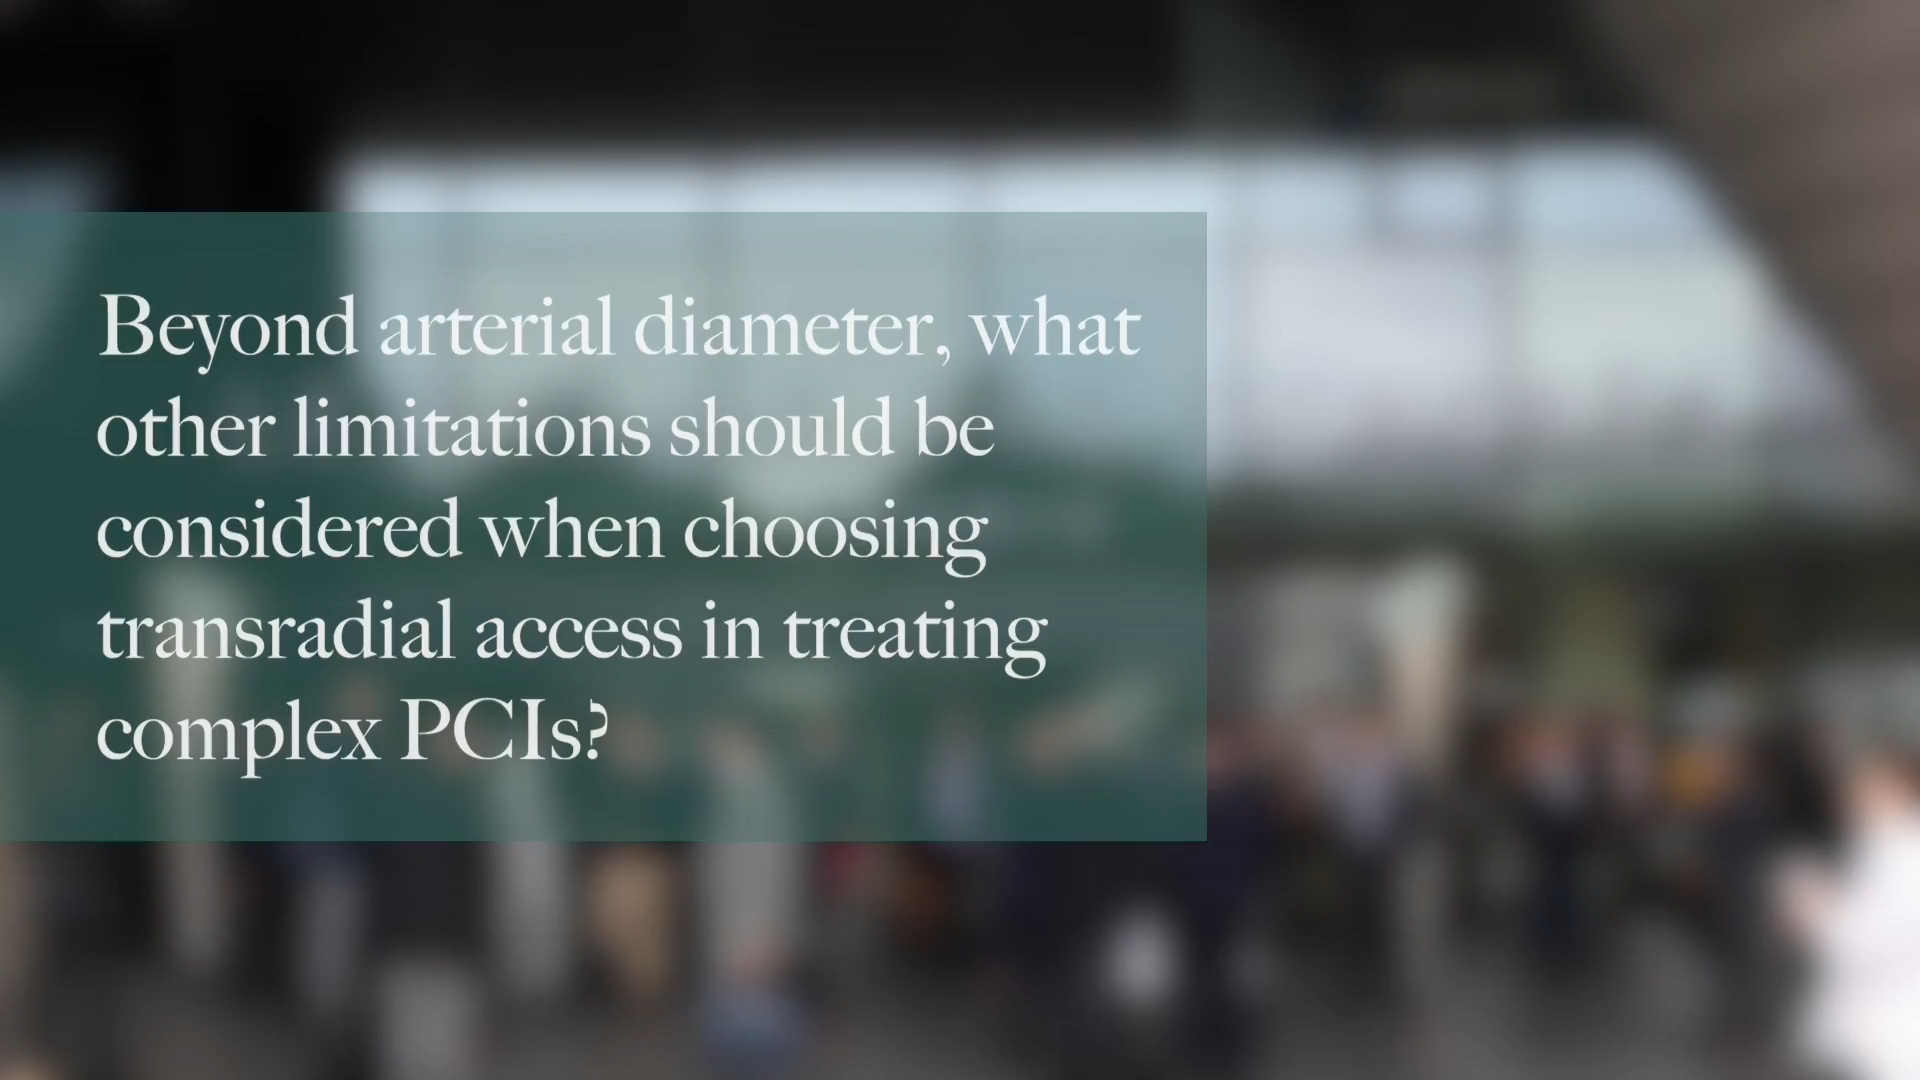 Beyond arterial diameter, what
other limitations should be
considered when choosing
transradial access in treating
complex PCIs?